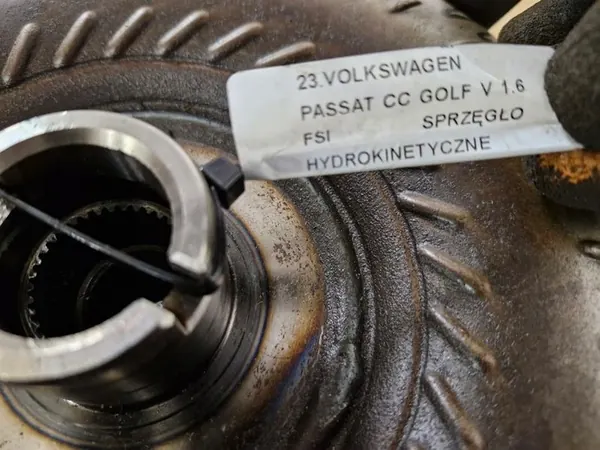 23.VOLKSWAGEN
PASSAT CC GOLF V 1.6
FSI SPRZĘGŁO
HYDROKINETYCZNE